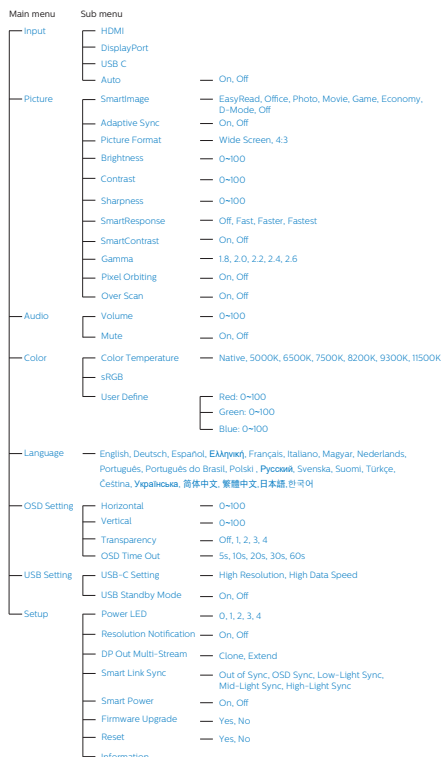 Main menu Sub menu
Input HDMI
DisplayPort
USB C
Auto On, Off
Picture SmartImage EasyRead, Office, Photo, Movie, Game, Economy,
D-Mode, Off
Adaptive Sync On, Off
Picture Format Wide Screen, 4:3
Brightness 0~100
Contrast 0~100
Sharpness 0~100
SmartResponse Off, Fast, Faster, Fastest
SmartContrast On, Off
Gamma 1.8, 2.0, 2.2, 2.4, 2.6
Pixel Orbiting On, Off
Over Scan On, Off
Audio Volume 0~100
Mute On, Off
Color Color Temperature Native, 5000K, 6500K, 7500K, 8200K, 9300K, 11500K
sRGB
User Define Red: 0~100
Green: 0~100
Blue: 0~100
Language English, Deutsch, Español, Ελληνική, Français, Italiano, Magyar, Nederlands,
Português, Português do Brasil, Polski , Русский, Svenska, Suomi, Türkçe,
Čeština, Українська, 简体中文, 繁體中文,日本語,한국어
OSD Setting Horizontal 0~100
Vertical 0~100
Transparency Off, 1, 2, 3, 4
OSD Time Out 5s, 10s, 20s, 30s, 60s
USB Setting USB-C Setting High Resolution, High Data Speed
USB Standby Mode On, Off
Setup Power LED 0, 1, 2, 3, 4
Resolution Notification On, Off
DP Out Multi-Stream Clone, Extend
Smart Link Sync Out of Sync, OSD Sync, Low-Light Sync,
Mid-Light Sync, High-Light Sync
Smart Power On, Off
Firmware Upgrade Yes, No
Reset Yes, No
Information